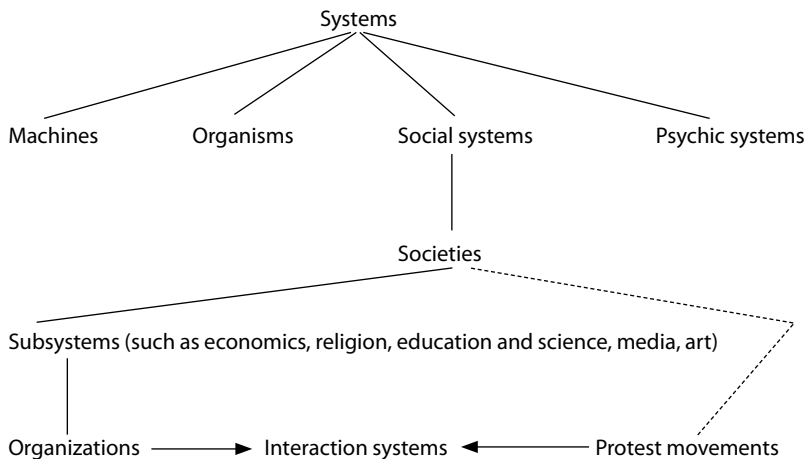 Systems
Machines Organisms Social systems Psychic systems
Societies
Subsystems (such as economics, religion, education and science, media, art)
Organizations Interaction systems Protest movements